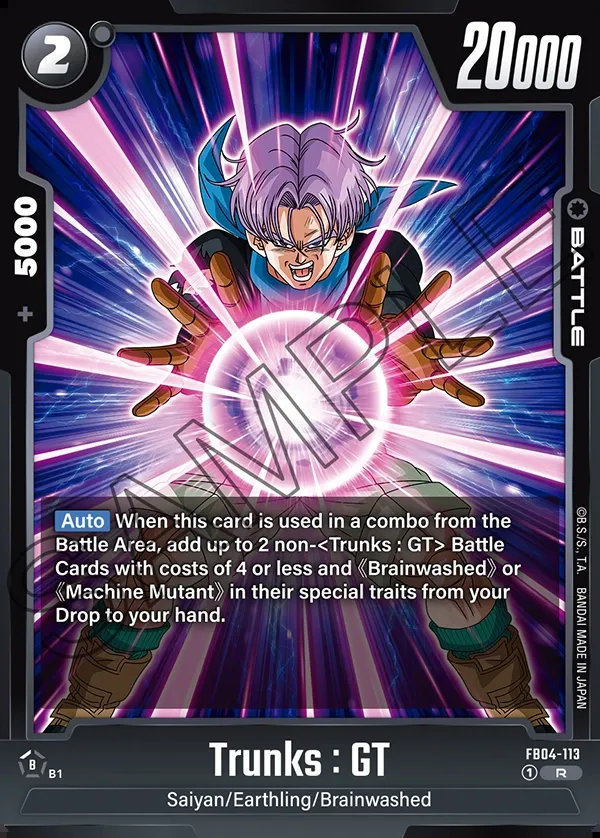 2
20000
+ 5000
BATTLE
SAMPLE
Auto When this card is used in a combo from the
Battle Area, add up to 2 non-<Trunks : GT> Battle
Cards with costs of 4 or less and 《Brainwashed》 or
《Machine Mutant》 in their special traits from your
Drop to your hand.
©B.S./S., T.A. BANDAI MADE IN JAPAN
B
B1
Trunks : GT
FB04-113
1 R
Saiyan/Earthling/Brainwashed